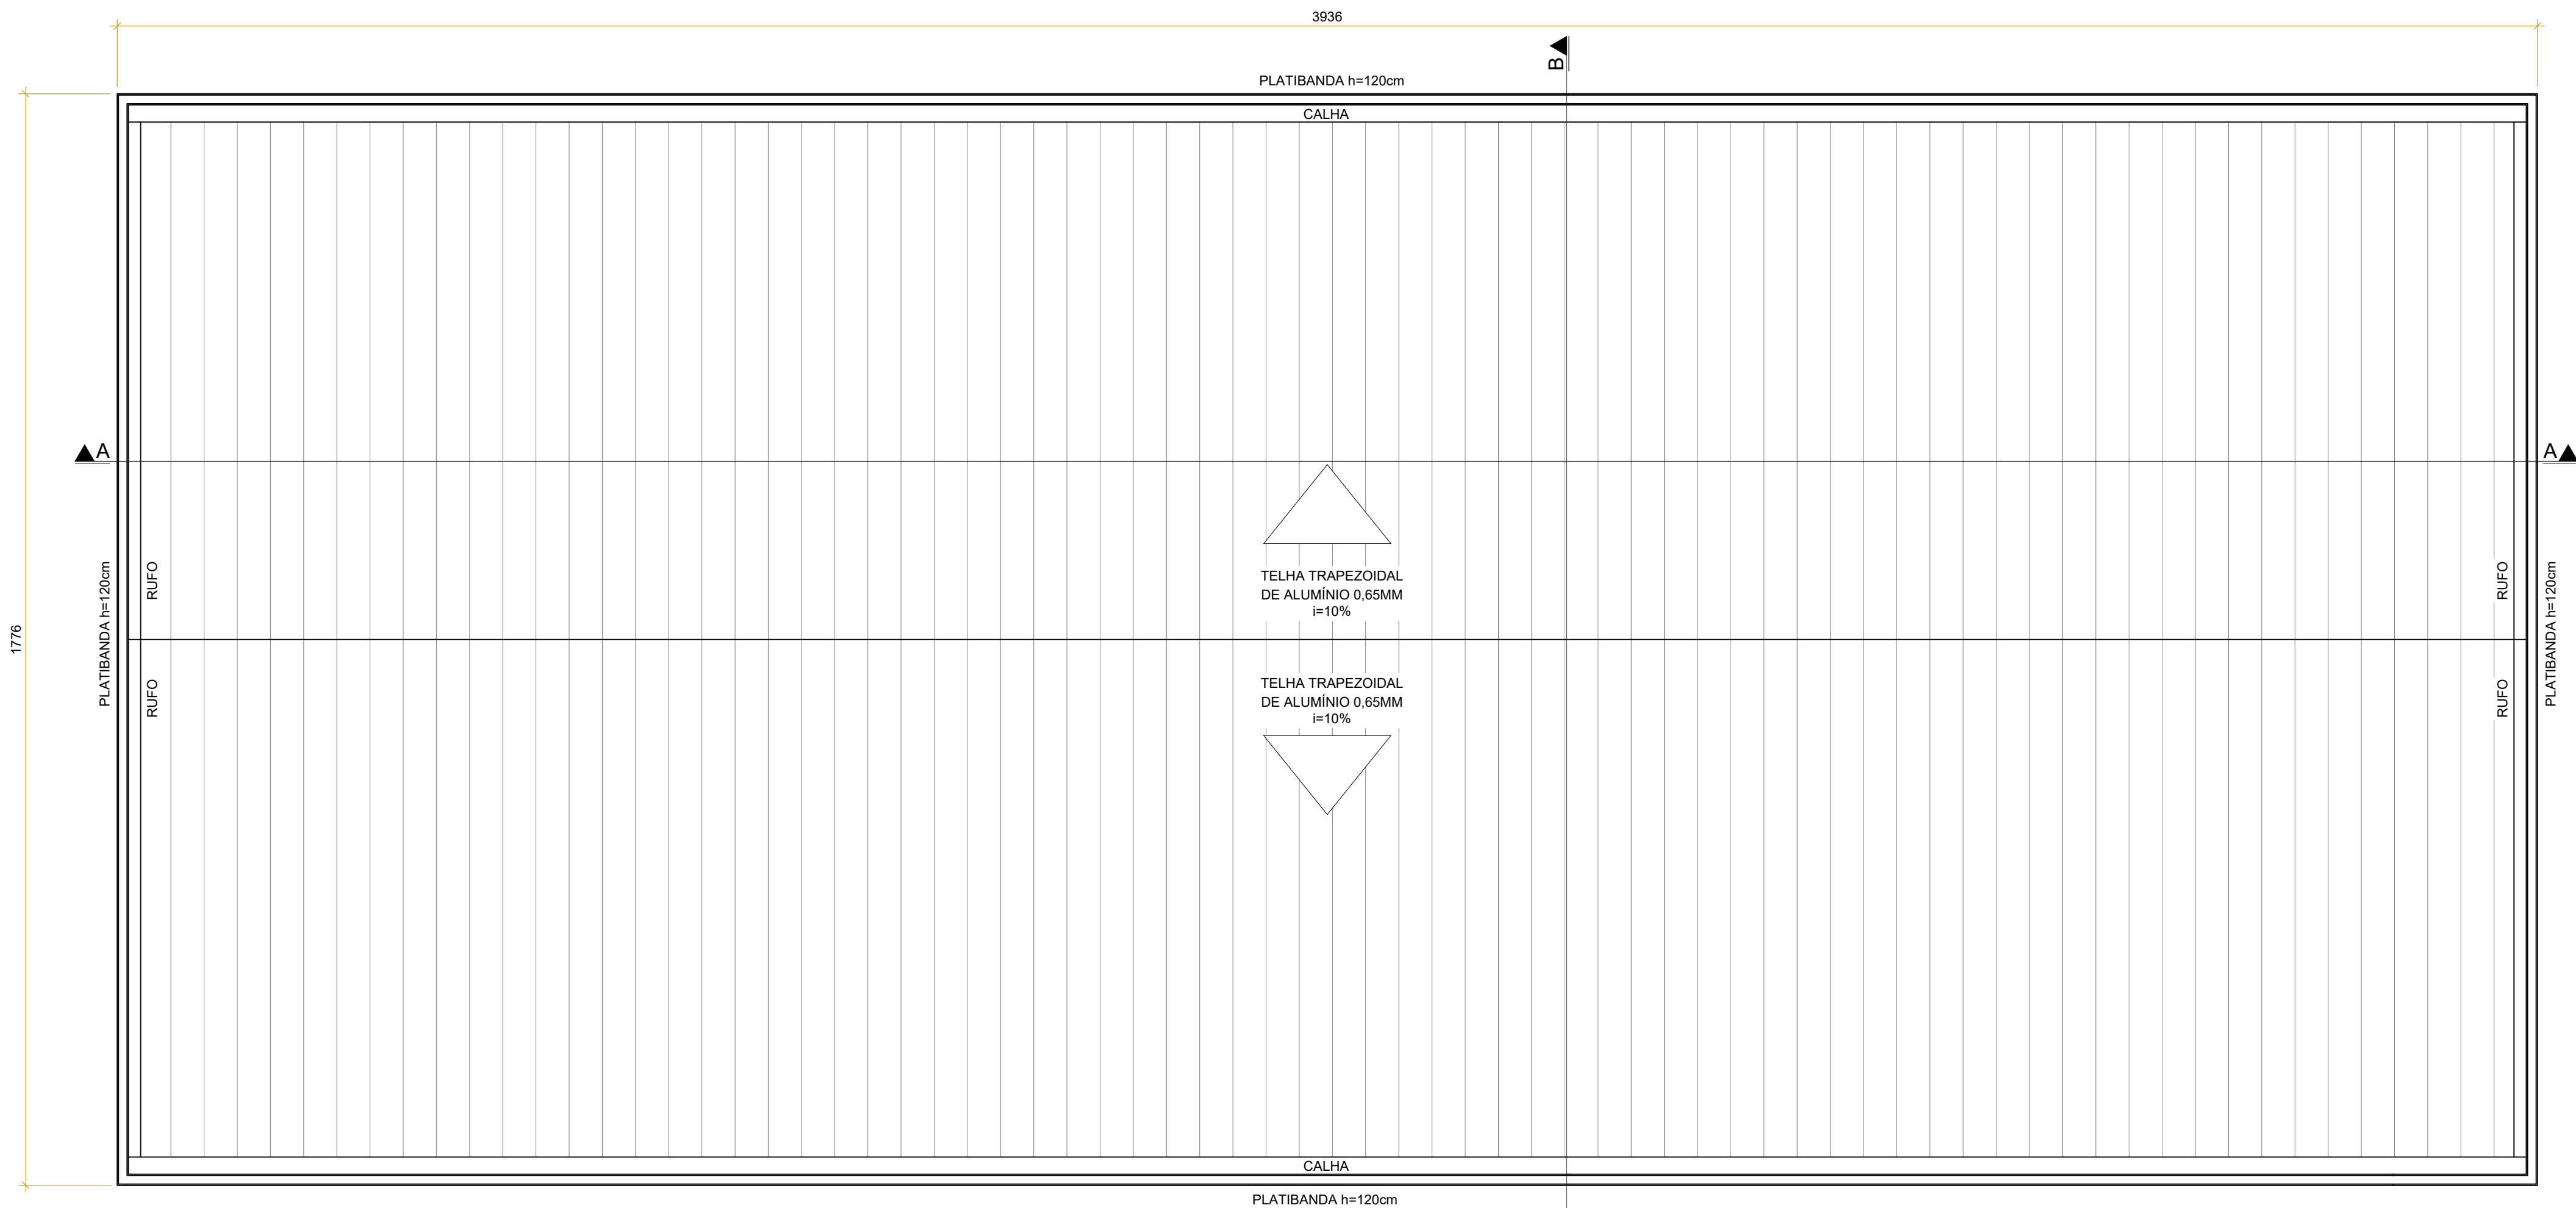 3936
B
PLATIBANDA h=120cm
CALHA
A
A
PLATIBANDA h=120cm
RUFO
TELHA TRAPEZOIDAL
DE ALUMÍNIO 0,65MM
i=10%
RUFO
PLATIBANDA h=120cm
1776
RUFO
TELHA TRAPEZOIDAL
DE ALUMÍNIO 0,65MM
i=10%
RUFO
CALHA
PLATIBANDA h=120cm